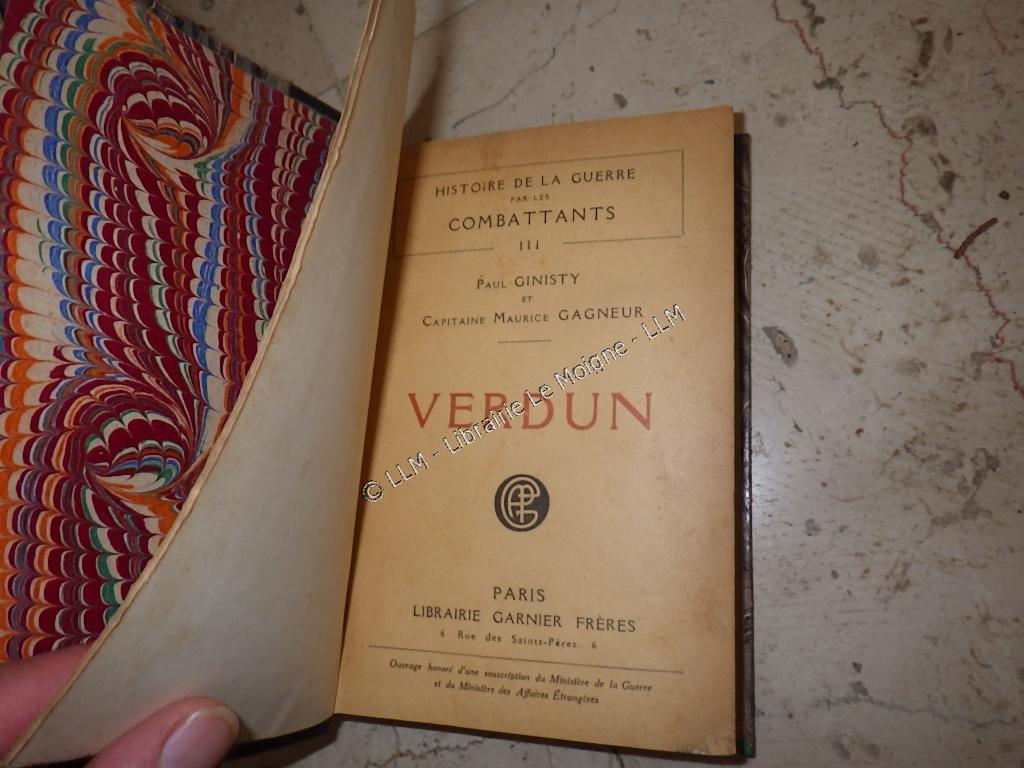 HISTOIRE DE LA GUERRE
PAR LES
COMBATTANTS
III
PAUL GINISTY
ET
CAPITAINE MAURICE GAGNEUR
VERDUN
© LLM - Librairie Le Moigne - LLM
PARIS
LIBRAIRIE GARNIER FRÈRES
6 Rue des Saints-Pères. 6
Ouvrage honoré d'une souscription du Ministère de la Guerre
et du Ministère des Affaires Étrangères